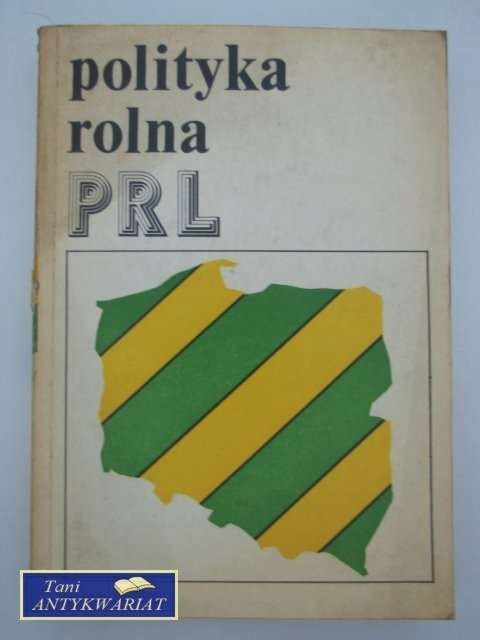 polityka
rolna
PRL
Tani
ANTYKWARIAT